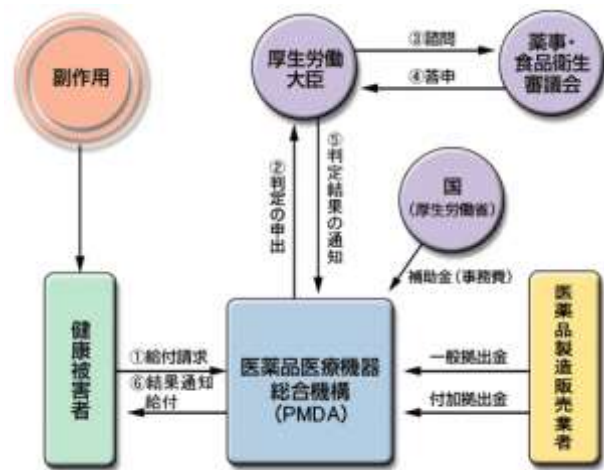 副作用
厚生労働
大臣
③諮問
④答申
薬事・
食品衛生
審議会
②判定の申出
⑤判定結果の通知
国
(厚生労働省)
補助金(事務費)
健康被害者
①給付請求
⑥結果通知
給付
医薬品医療機器
総合機構
(PMDA)
一般拠出金
付加拠出金
医薬品製造販売業者